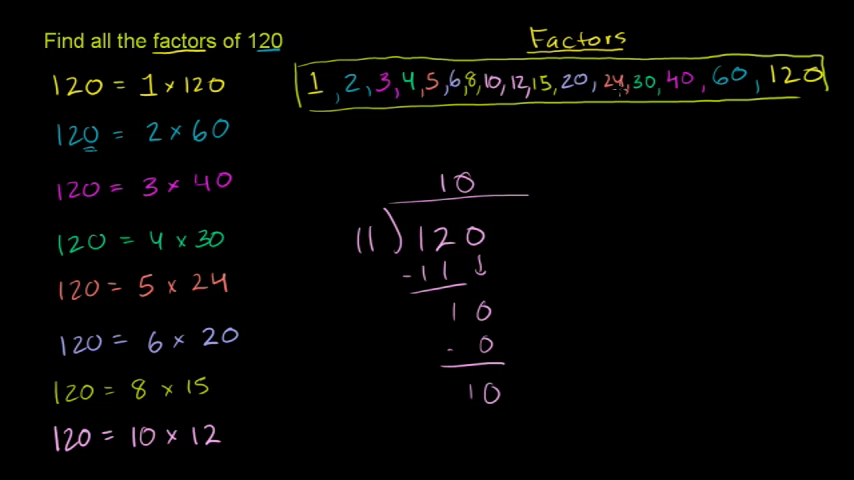 Find all the factors of 120
Factors
1, 2, 3, 4, 5, 6, 8, 10, 12, 15, 20, 24, 30, 40, 60, 120
120 = 1 × 120
120 = 2 × 60
120 = 3 × 40
120 = 4 × 30
120 = 5 × 24
120 = 6 × 20
120 = 8 × 15
120 = 10 × 12
10
11 ) 120
- 11 ↓
10
- 0
10